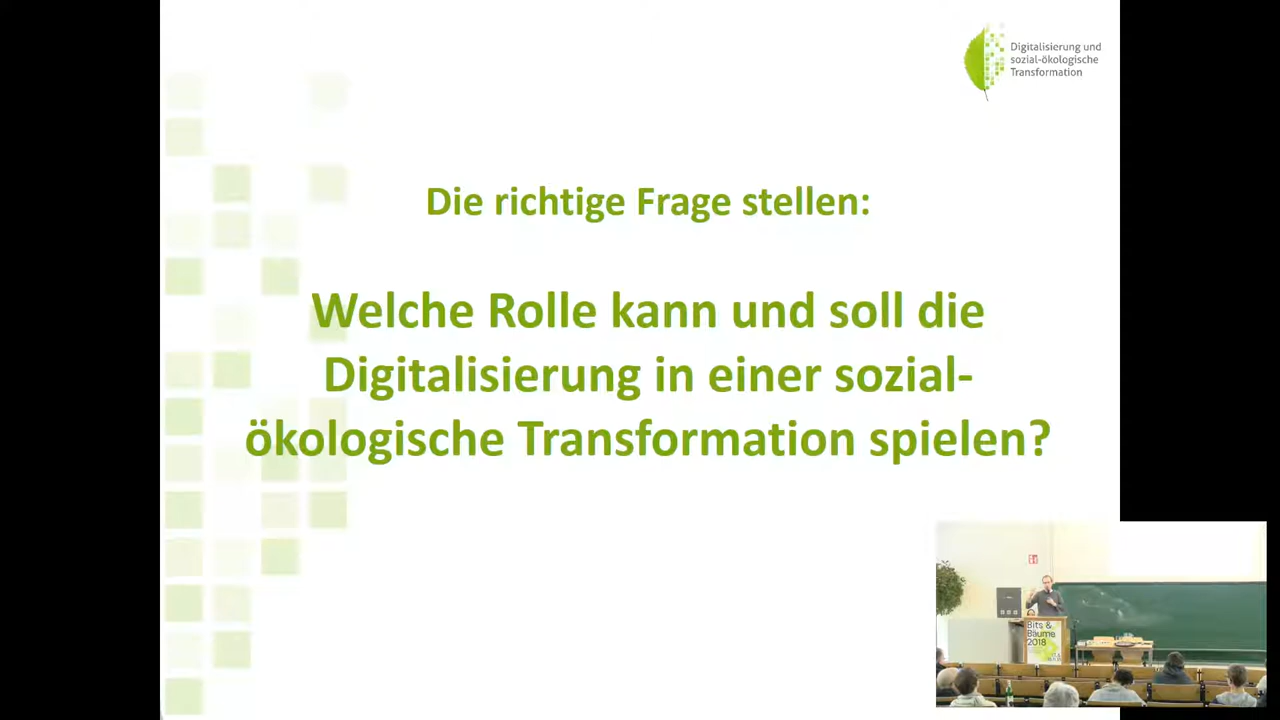 Digitalisierung und
sozial-ökologische
Transformation
Die richtige Frage stellen:
Welche Rolle kann und soll die
Digitalisierung in einer sozial-
ökologische Transformation spielen?
Bits &
Bäume
2018